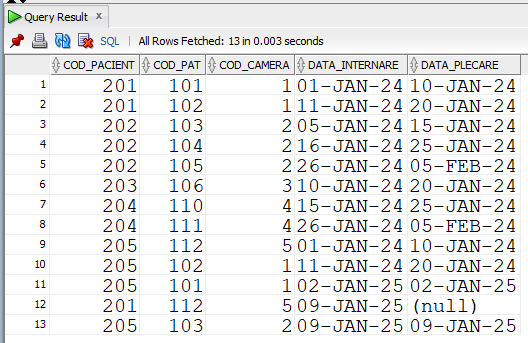 Query Result x
SQL | All Rows Fetched: 13 in 0.003 seconds
COD_PACIENT COD_PAT COD_CAMERA DATA_INTERNARE DATA_PLECARE
1 201 101 1 01-JAN-24 10-JAN-24
2 201 102 1 11-JAN-24 20-JAN-24
3 202 103 2 05-JAN-24 15-JAN-24
4 202 104 2 16-JAN-24 25-JAN-24
5 202 105 2 26-JAN-24 05-FEB-24
6 203 106 3 10-JAN-24 20-JAN-24
7 204 110 4 15-JAN-24 25-JAN-24
8 204 111 4 26-JAN-24 05-FEB-24
9 205 112 5 01-JAN-24 10-JAN-24
10 205 102 1 11-JAN-24 20-JAN-24
11 205 101 1 02-JAN-25 02-JAN-25
12 201 112 5 09-JAN-25 (null)
13 205 103 2 09-JAN-25 09-JAN-25